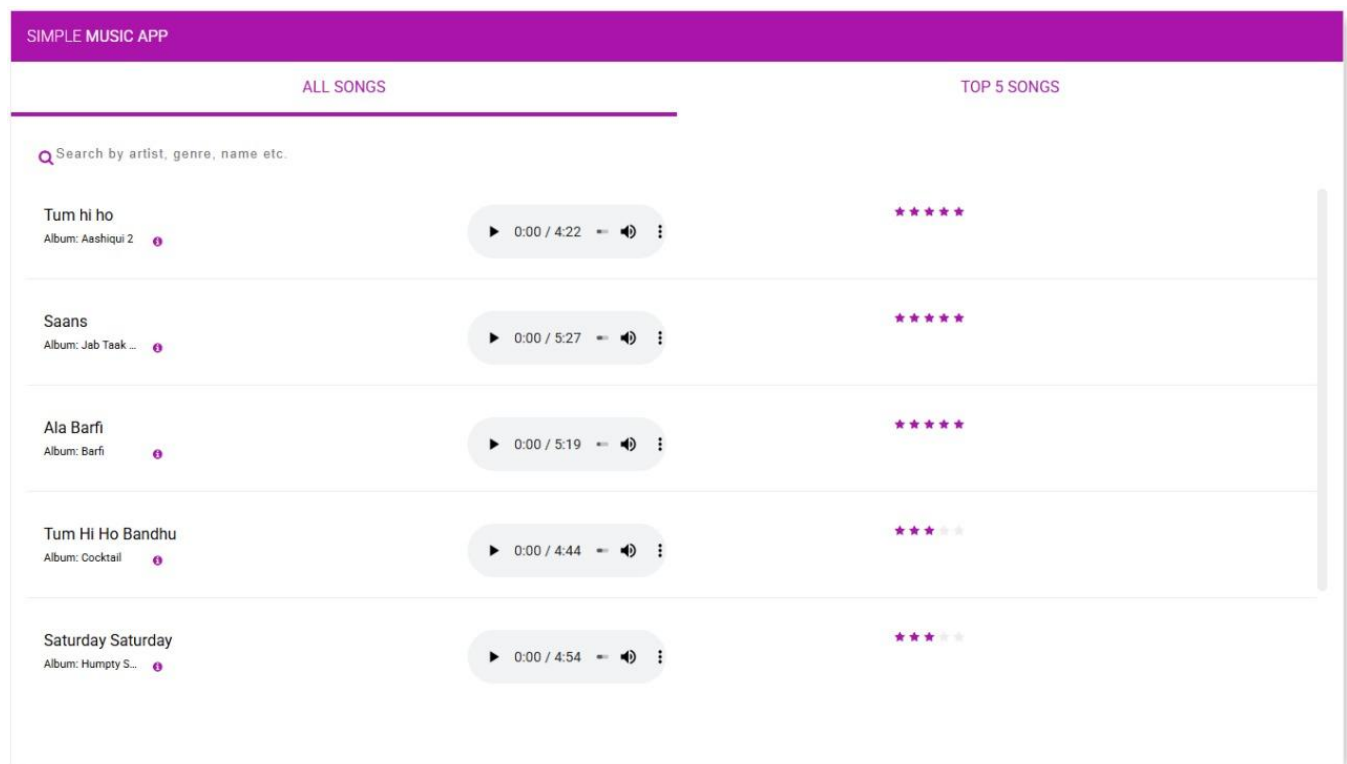 SIMPLE MUSIC APP
ALL SONGS
TOP 5 SONGS
Search by artist, genre, name etc.
Tum hi ho
Album: Aashiqui 2
0:00 / 4:22
Saans
Album: Jab Taak ...
0:00 / 5:27
Ala Barfi
Album: Barfi
0:00 / 5:19
Tum Hi Ho Bandhu
Album: Cocktail
0:00 / 4:44
Saturday Saturday
Album: Humpty S...
0:00 / 4:54